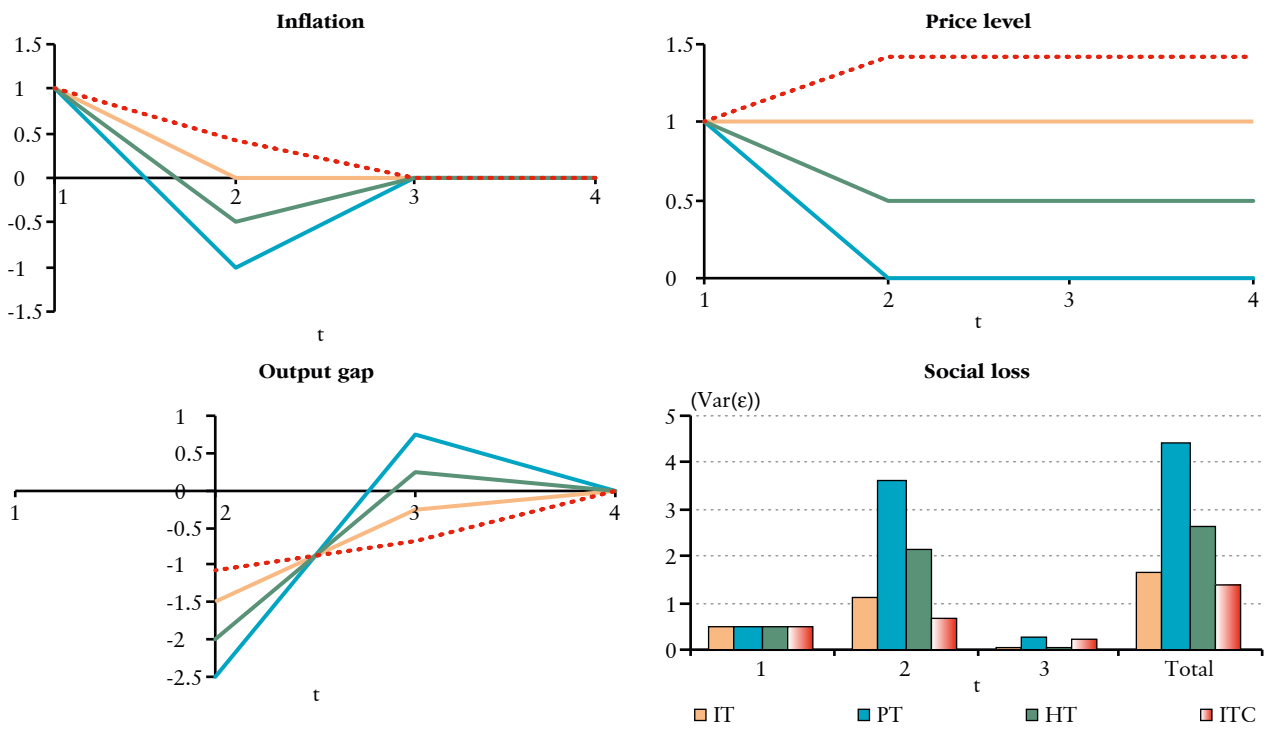 Inflation
1.5
1
0.5
0
-0.5
-1
-1.5
1 2 3 4
t
Price level
1.5
1
0.5
0
1 2 3 4
t
Output gap
1
0.5
0
-0.5
-1
-1.5
-2
-2.5
1 2 3 4
t
Social loss
(Var(ε))
5
4
3
2
1
0
1 2 3 Total
t
IT PT HT ITC